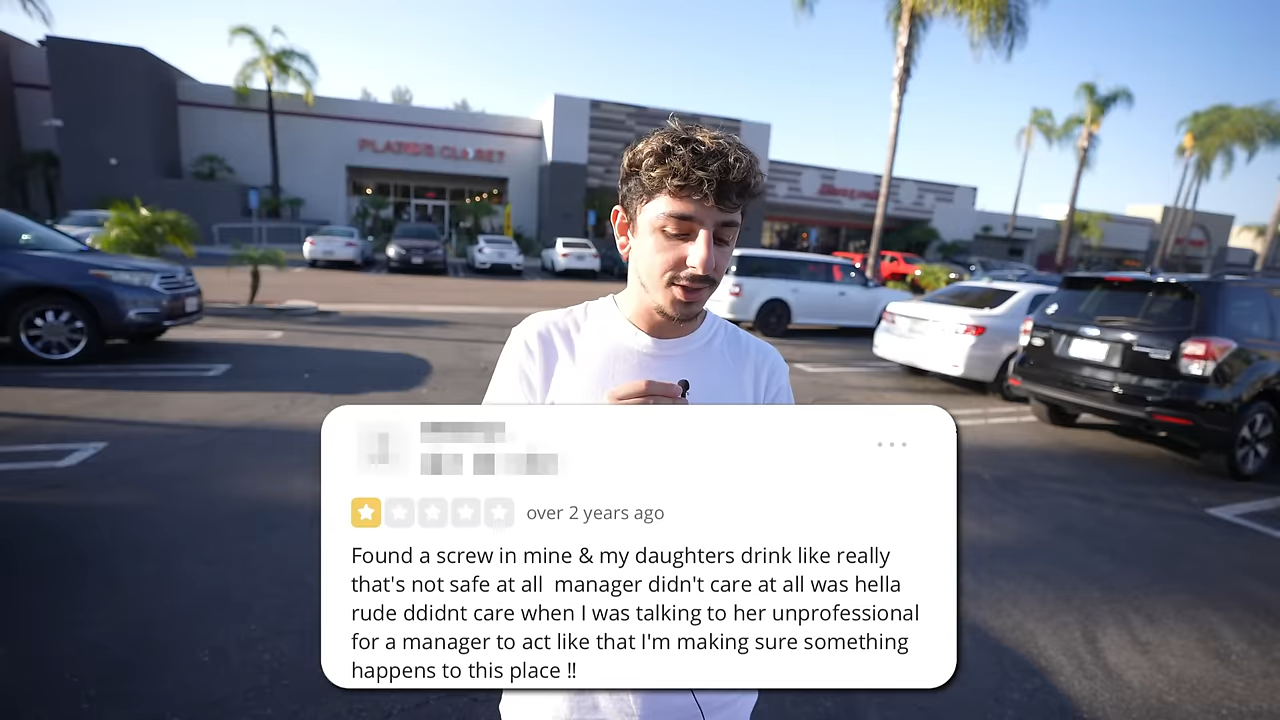 PLATO'S CLOSET
over 2 years ago
Found a screw in mine & my daughters drink like really
that's not safe at all  manager didn't care at all was hella
rude ddidnt care when I was talking to her unprofessional
for a manager to act like that I'm making sure something
happens to this place !!